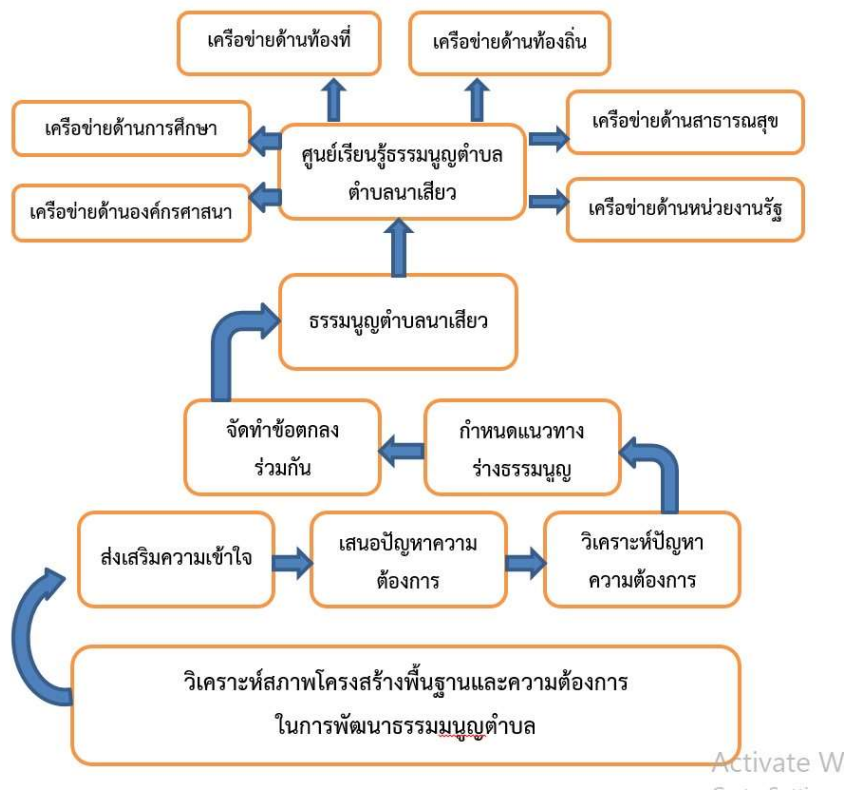 เครือข่ายด้านท้องที่
เครือข่ายด้านท้องถิ่น
เครือข่ายด้านการศึกษา
เครือข่ายด้านสาธารณสุข
ศูนย์เรียนรู้ธรรมนูญตำบล
ตำบลนาเสียว
เครือข่ายด้านองค์กรศาสนา
เครือข่ายด้านหน่วยงานรัฐ
ธรรมนูญตำบลนาเสียว
จัดทำข้อตกลง
ร่วมกัน
กำหนดแนวทาง
ร่างธรรมนูญ
ส่งเสริมความเข้าใจ
เสนอปัญหาความ
ต้องการ
วิเคราะห์ปัญหา
ความต้องการ
วิเคราะห์สภาพโครงสร้างพื้นฐานและความต้องการ
ในการพัฒนาธรรมมนูญตำบล
Activate W